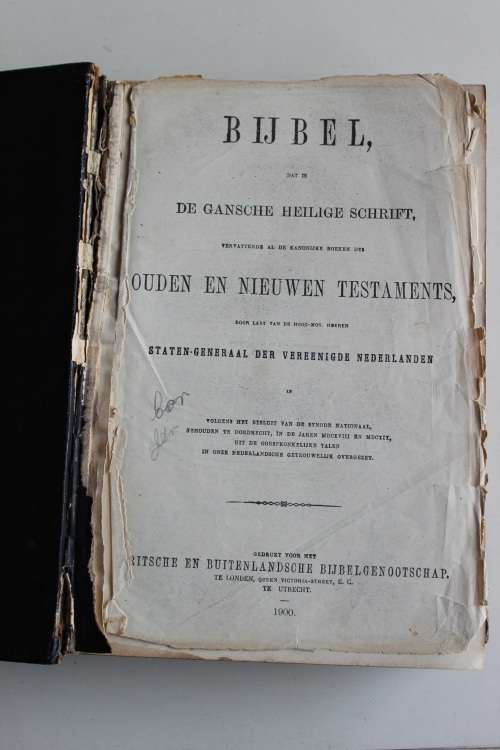 BIJBEL,
DAT IS
DE GANSCHE HEILIGE SCHRIFT,
VERVATTENDE AL DE KANONIJKE BOEKEN DES
OUDEN EN NIEUWEN TESTAMENTS,
DOOR LAST VAN DE HOOG-MOG. HEEREN
STATEN-GENERAAL DER VEREENIGDE NEDERLANDEN
EN
VOLGENS HET BESLUIT VAN DE SYNODE NATIONAAL,
GEHOUDEN TE DORDRECHT, IN DE JAREN MDCXVIII EN MDCXIX,
UIT DE OORSPRONKELIJKE TALEN
IN ONZE NEDERLANDSCHE GETROUWELIJK OVERGEZET.
GEDRUKT VOOR HET
RITSCHE EN BUITENLANDSCHE BIJBELGENOOTSCHAP.
TE LONDEN, QUEEN VICTORIA-STREET, E. C.
TE UTRECHT.
1900.